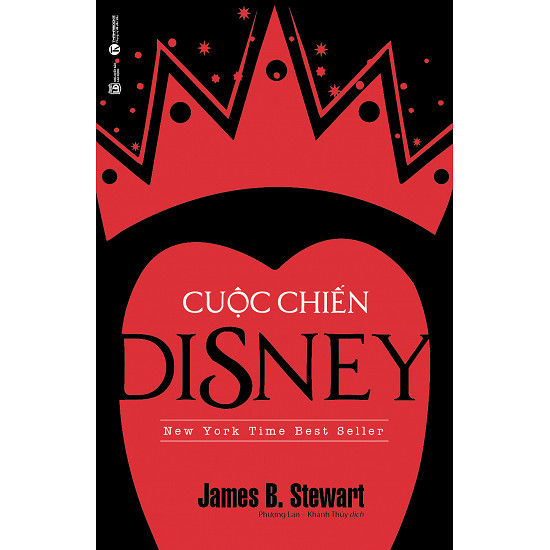 CUỘC CHIẾN
DISNEY
New York Time Best Seller
James B. Stewart
Phương Lan - Khánh Thủy dịch